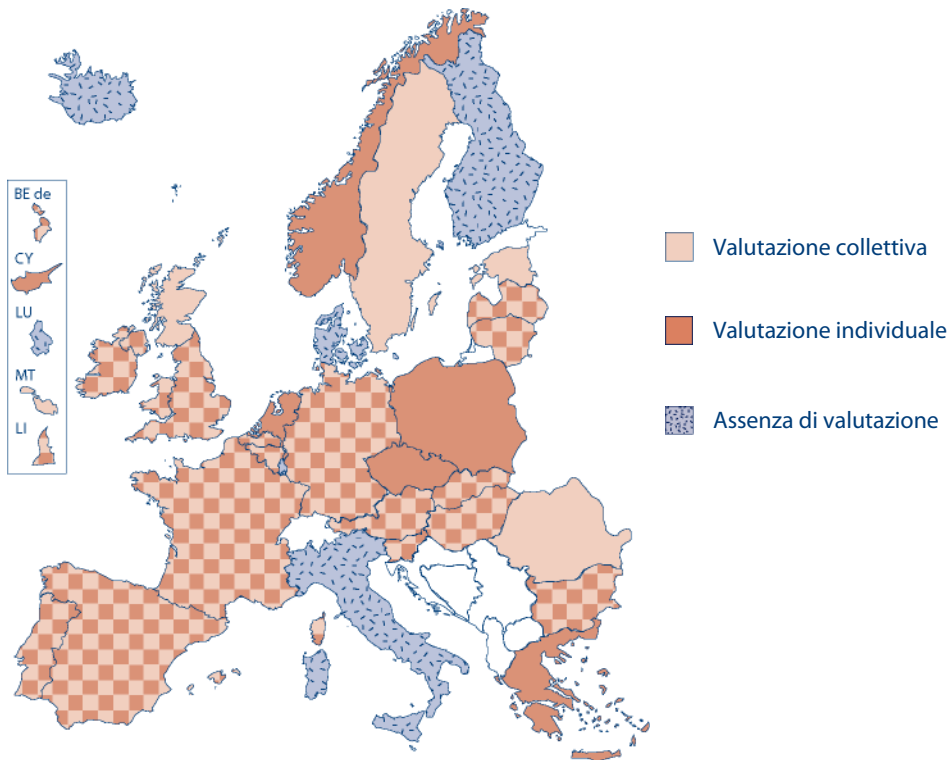 BE de
CY
LU
MT
LI
Valutazione collettiva
Valutazione individuale
Assenza di valutazione